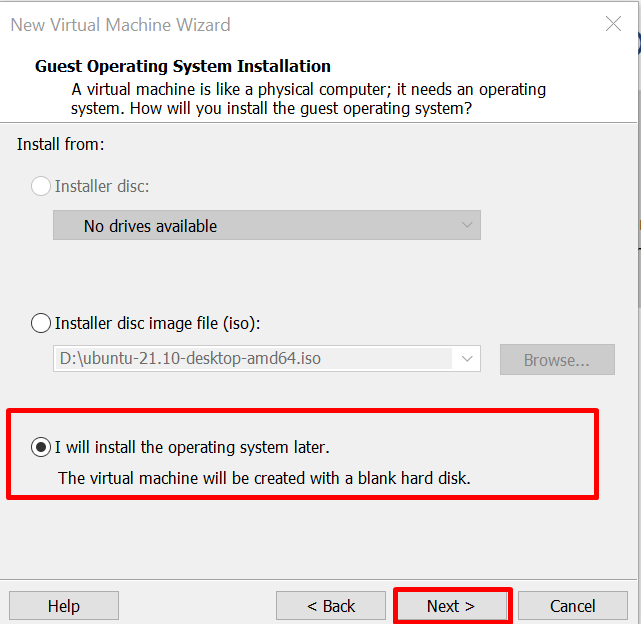 New Virtual Machine Wizard
Guest Operating System Installation
A virtual machine is like a physical computer; it needs an operating
system. How will you install the guest operating system?
Install from:
Installer disc:
No drives available
Installer disc image file (iso):
D:\ubuntu-21.10-desktop-amd64.iso
Browse...
I will install the operating system later.
The virtual machine will be created with a blank hard disk.
Help
< Back
Next >
Cancel